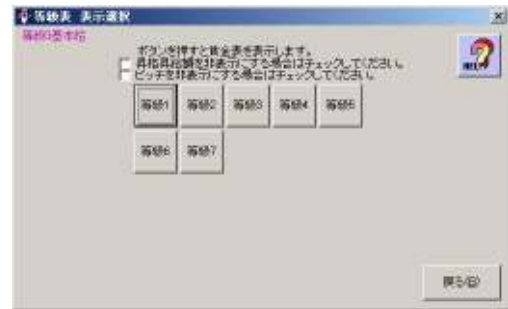 等級表 表示選択
等級の基本給
ボタンを押すと賃金表を表示します。
昇格昇給額を非表示にする場合はチェックしてください。
ピッチを非表示にする場合はチェックしてください。
HELP
等級1 等級2 等級3 等級4 等級5
等級6 等級7
戻る(B)